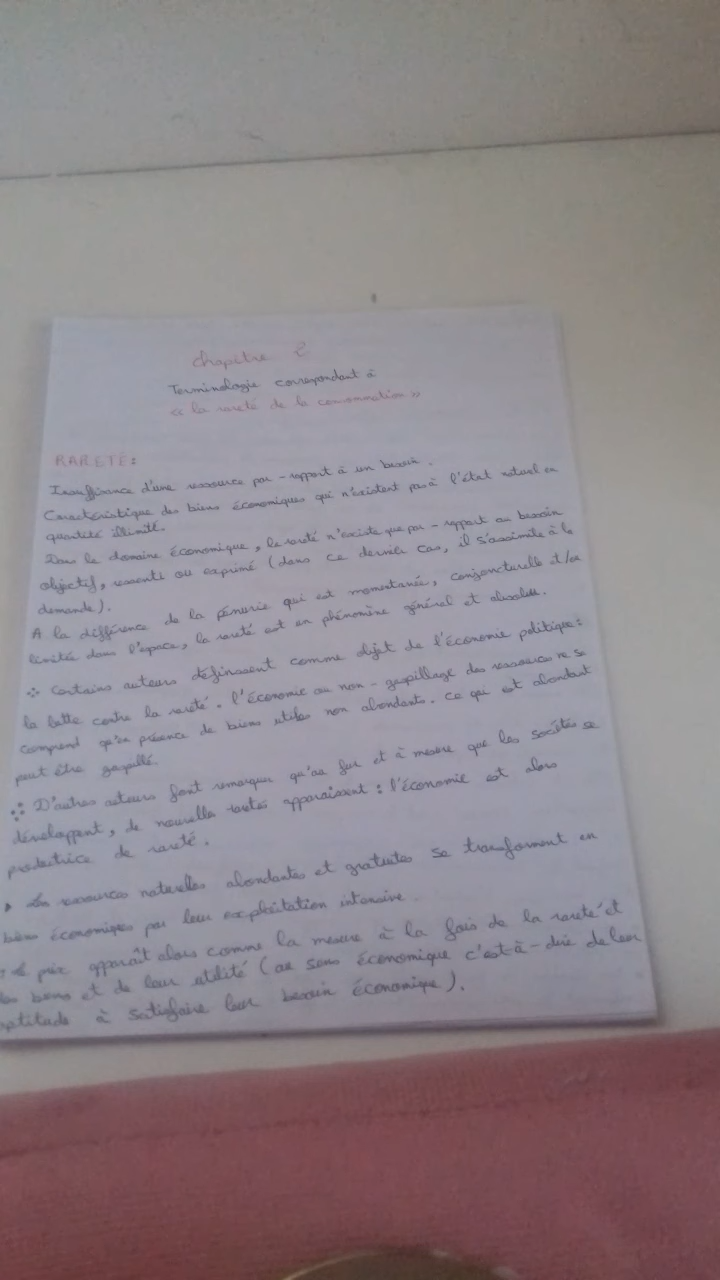 Chapitre 2
Terminologie correspondant à
« la rareté de la consommation »
RARETÉ :
Insuffisance d'une ressource par-rapport à un besoin.
Caractéristique des biens économiques qui n'existent pas à l'état naturel en
quantité illimité.
Dans le domaine économique, la rareté n'existe que par-rapport au besoin
objectif, ressenti ou exprimé (dans ce dernier cas, il s'assimile à la
demande).
A la différence de la pénurie qui est momentanée, conjoncturelle et/ou
limitée dans l'espace, la rareté est un phénomène général et absolu.
Certains auteurs définissent comme objet de l'économie politique :
la lutte contre la rareté. l'économie ou non-gaspillage des ressources ne se
comprend qu'en présence de biens utiles non abondants. ce qui est abondant
peut être gaspillé.
D'autres auteurs font remarquer qu'au fur et à mesure que les sociétés se
développent, de nouvelles raretés apparaissent : l'économie est alors
productrice de rareté.
Les ressources naturelles abondantes et gratuites se transforment en
biens économiques par leur exploitation intensive.
Le prix apparaît alors comme la mesure à la fois de la rareté et
des biens et de leur utilité (au sens économique c'est-à-dire de leur
aptitude à satisfaire leur besoin économique).